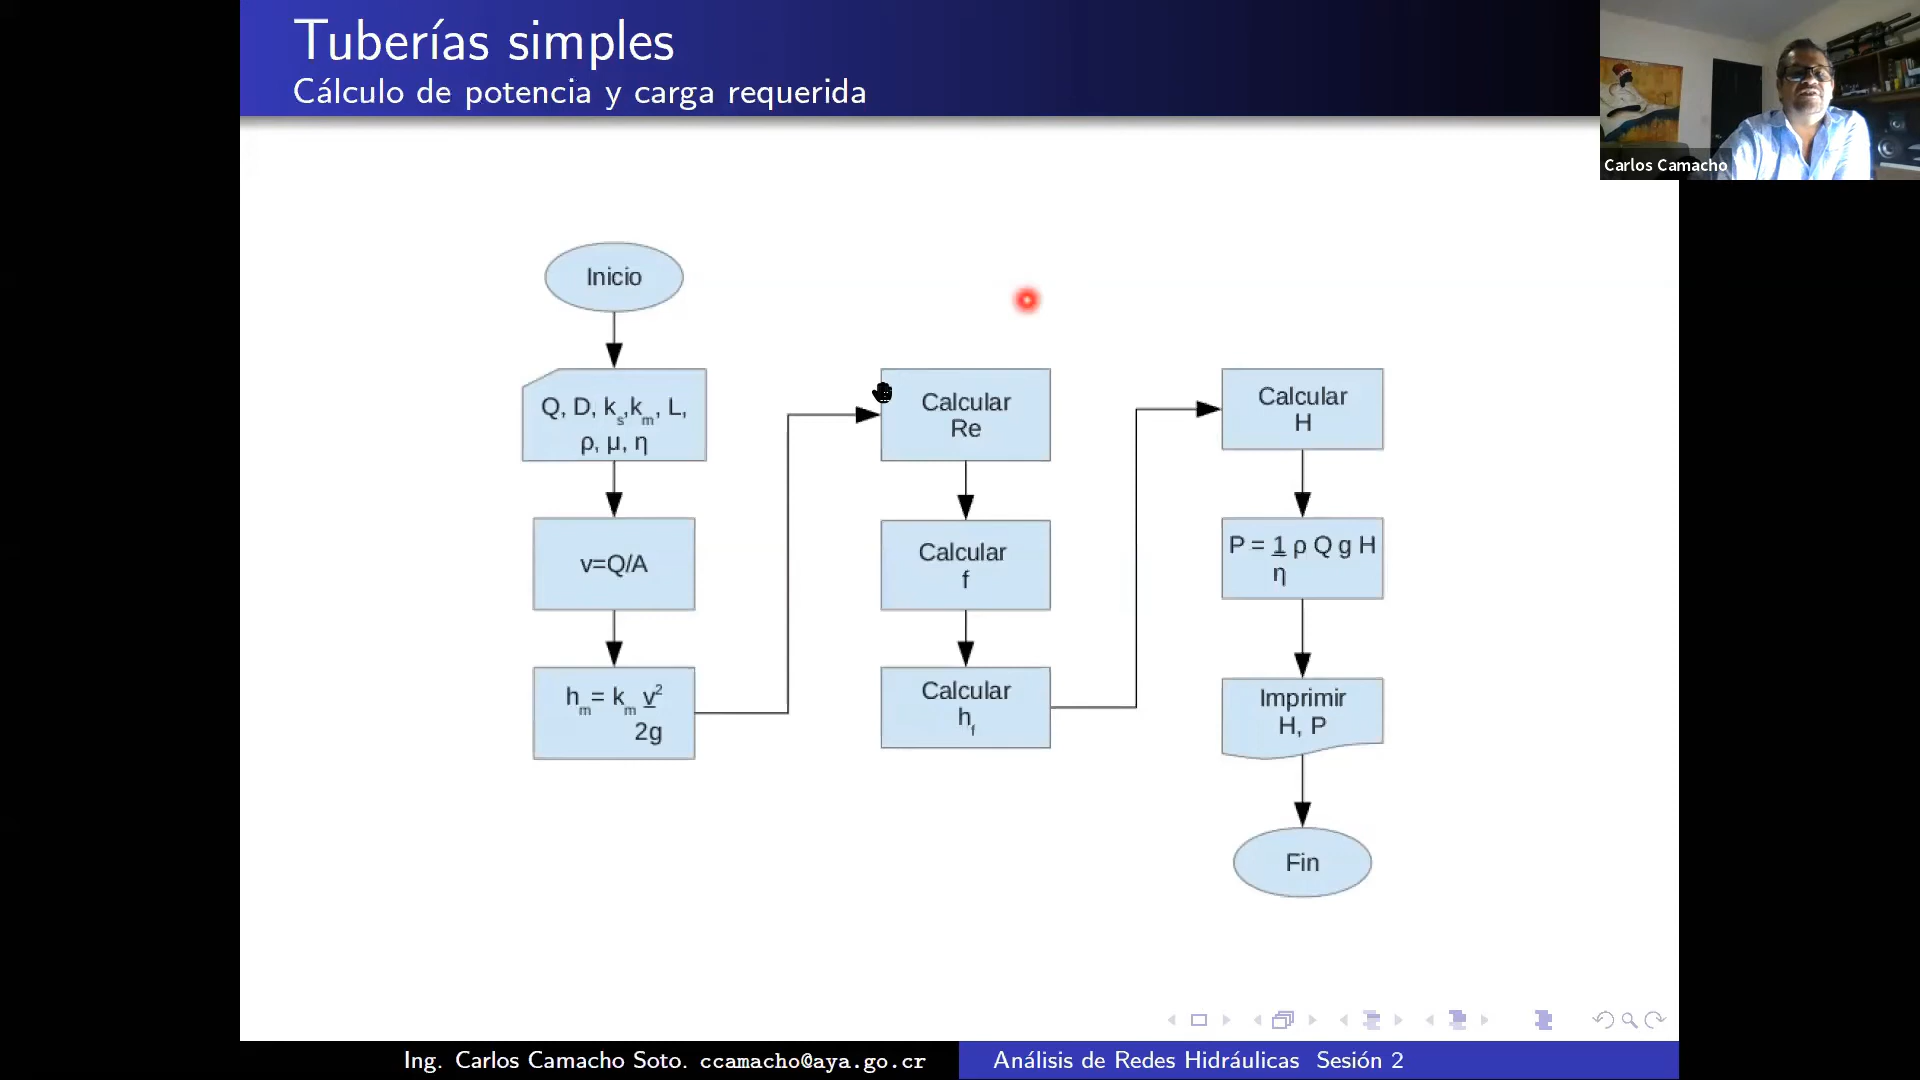 Tuberías simples
Cálculo de potencia y carga requerida
Carlos Camacho
Inicio
Q, D, kₛ,kₘ, L,
ρ, μ, η
v=Q/A
hₘ= kₘ v²
2g
Calcular
Re
Calcular
f
Calcular
h_f
Calcular
H
P = 1 ρ Q g H
η
Imprimir
H, P
Fin
Ing. Carlos Camacho Soto. ccamacho@aya.go.cr
Análisis de Redes Hidráulicas Sesión 2